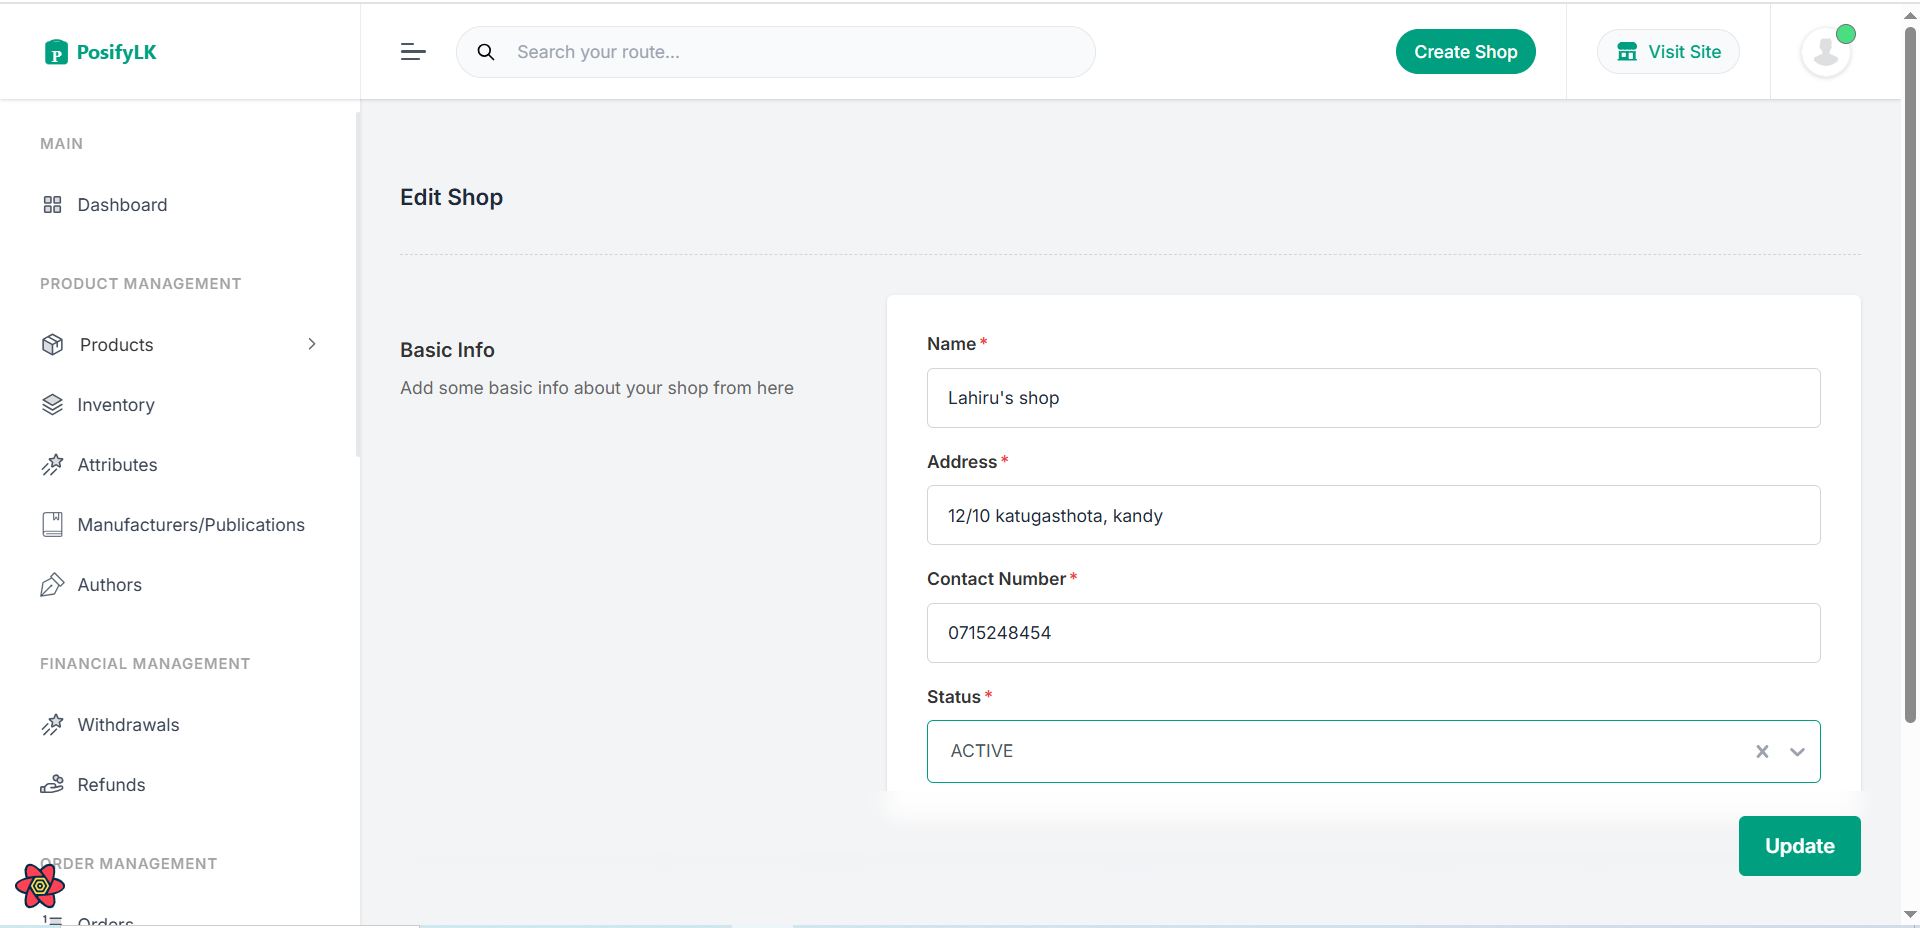 P PosifyLK
Search your route...
Create Shop
Visit Site
MAIN
Dashboard
PRODUCT MANAGEMENT
Products
Inventory
Attributes
Manufacturers/Publications
Authors
FINANCIAL MANAGEMENT
Withdrawals
Refunds
ORDER MANAGEMENT
Orders
Edit Shop
Basic Info
Add some basic info about your shop from here
Name *
Lahiru's shop
Address *
12/10 katugasthota, kandy
Contact Number *
0715248454
Status *
ACTIVE
Update